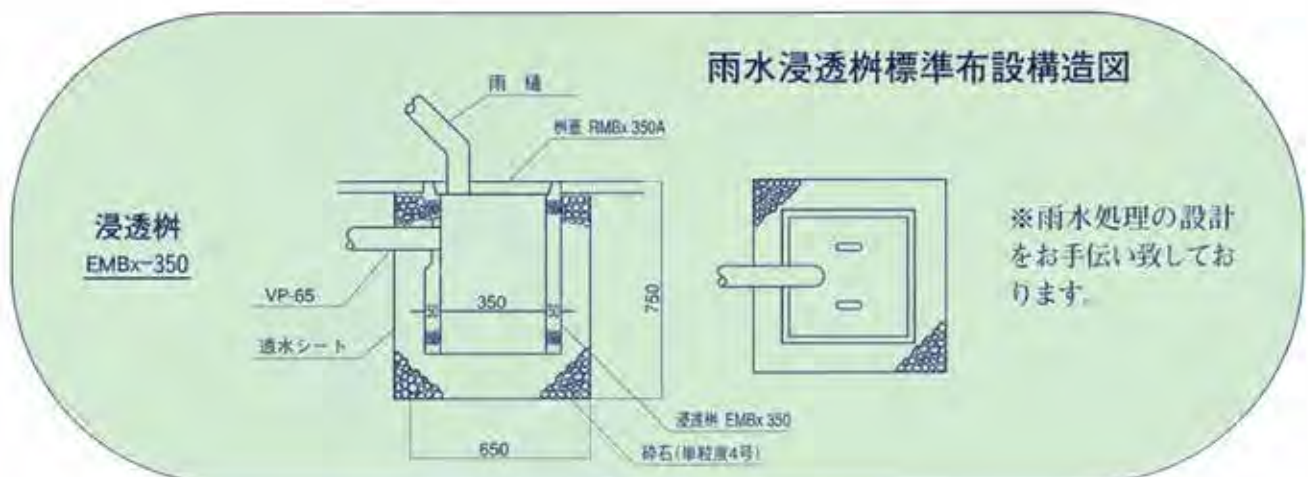 雨水浸透桝標準布設構造図
雨樋
桝蓋 RMBx 350A
浸透桝
EMBx-350
VP-65
透水シート
50
350
50
750
650
浸透桝 EMBx 350
砕石(単粒度4号)
※雨水処理の設計
をお手伝い致してお
ります.